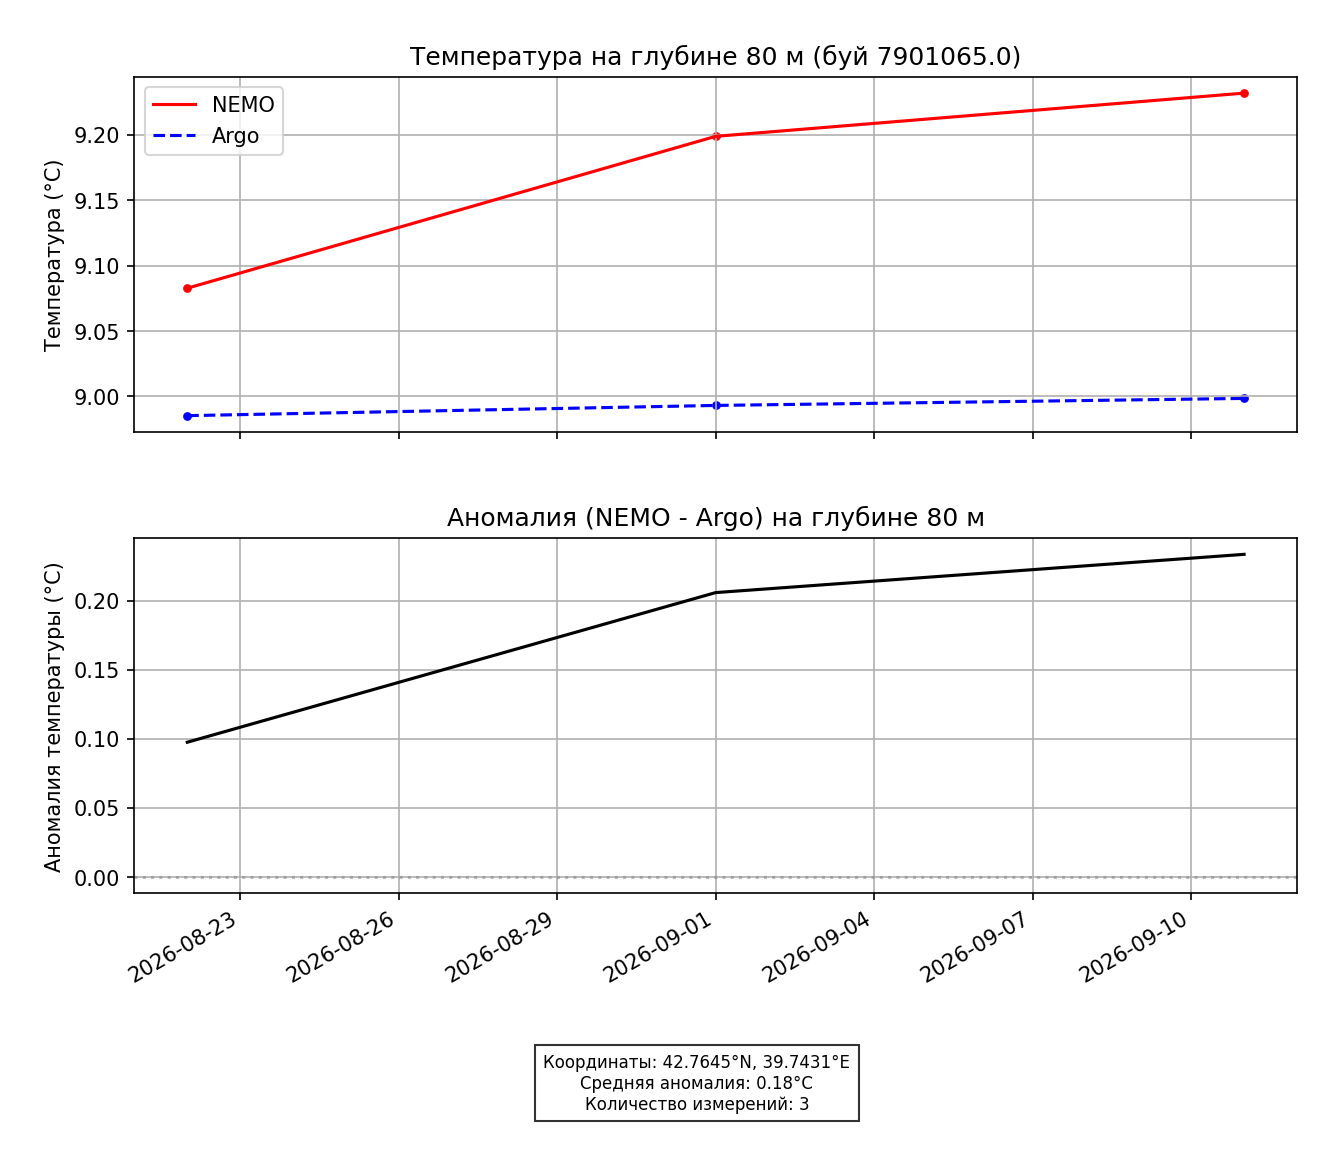 Температура на глубине 80 м (буй 7901065.0)
NEMO
Argo
Температура (°C)
9.20
9.15
9.10
9.05
9.00
Аномалия (NEMO - Argo) на глубине 80 м
Аномалия температуры (°C)
0.20
0.15
0.10
0.05
0.00
2026-08-23
2026-08-26
2026-08-29
2026-09-01
2026-09-04
2026-09-07
2026-09-10
Координаты: 42.7645°N, 39.7431°E
Средняя аномалия: 0.18°C
Количество измерений: 3